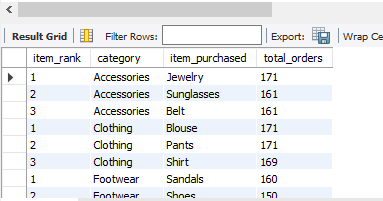 Result Grid Filter Rows: Export: Wrap Ce
item_rank category item_purchased total_orders
1 Accessories Jewelry 171
2 Accessories Sunglasses 161
3 Accessories Belt 161
1 Clothing Blouse 171
2 Clothing Pants 171
3 Clothing Shirt 169
1 Footwear Sandals 160
2 Footwear Shoes 150